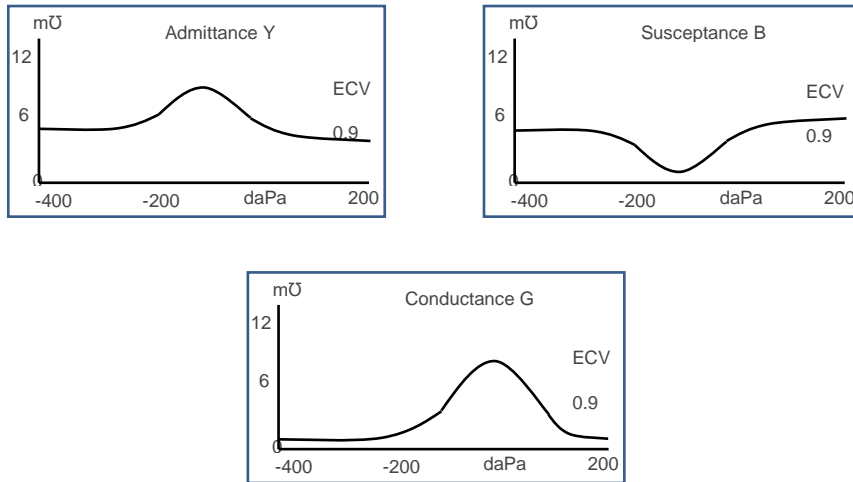 m℧
Admittance Y
12
ECV
6
0.9
0
-400 -200 daPa 200
m℧
Susceptance B
12
ECV
6
0.9
0
-400 -200 daPa 200
m℧
Conductance G
12
ECV
6
0.9
0
-400 -200 daPa 200